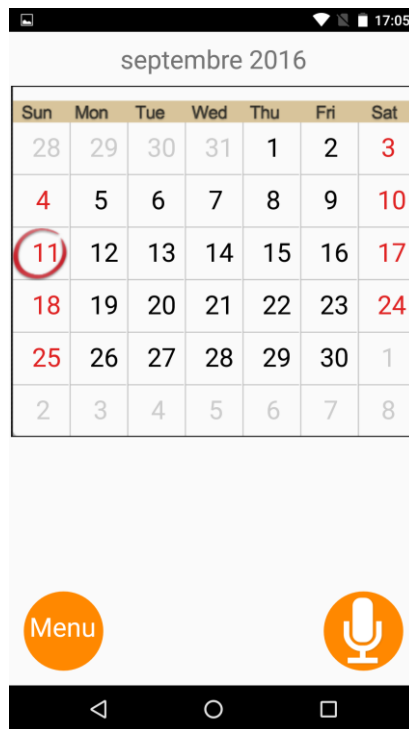 17:05
septembre 2016
Sun Mon Tue Wed Thu Fri Sat
28 29 30 31 1 2 3
4 5 6 7 8 9 10
11 12 13 14 15 16 17
18 19 20 21 22 23 24
25 26 27 28 29 30 1
2 3 4 5 6 7 8
Menu